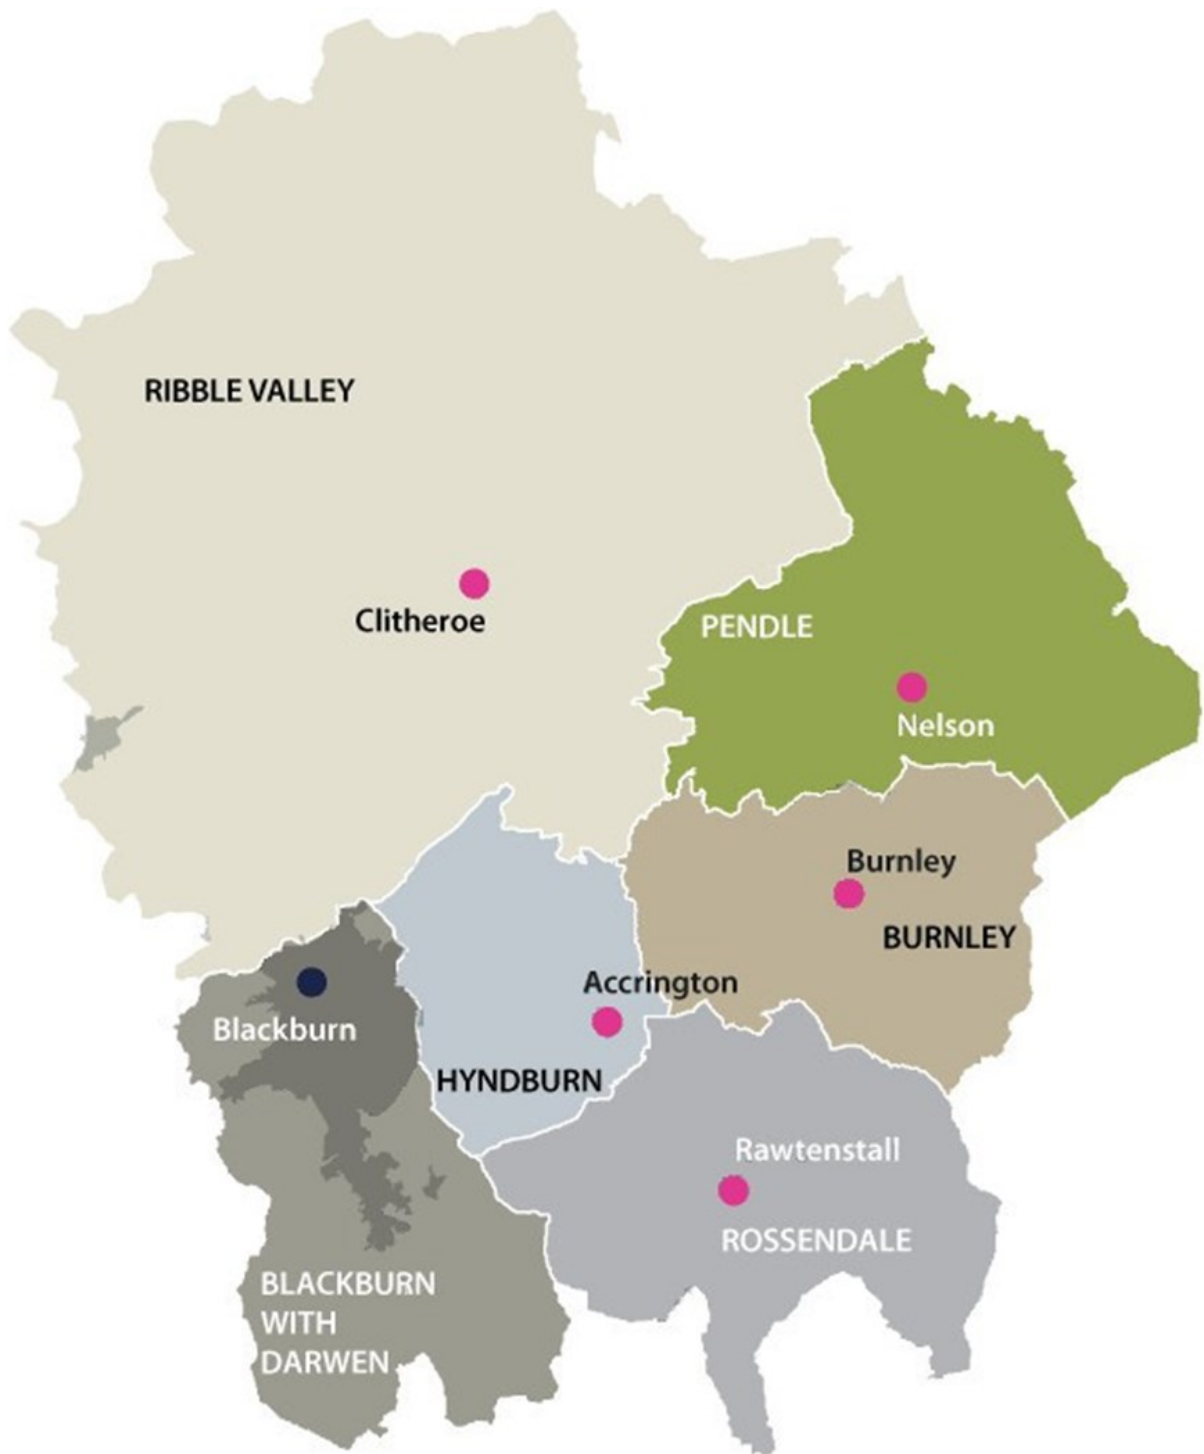 RIBBLE VALLEY
Clitheroe
PENDLE
Nelson
Burnley
BURNLEY
Accrington
Blackburn
HYNDBURN
Rawtenstall
ROSSENDALE
BLACKBURN
WITH
DARWEN